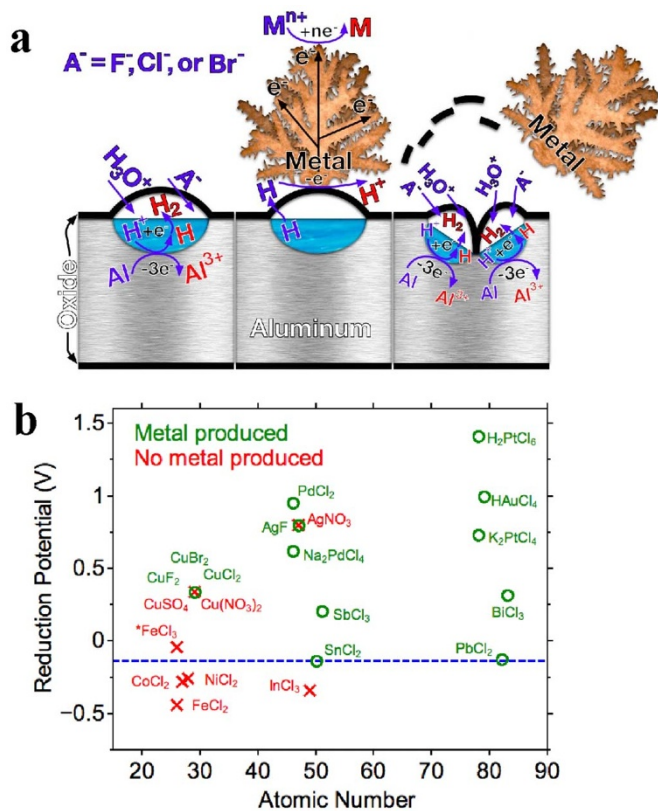 a
A⁻ = F⁻, Cl⁻, or Br⁻
Mⁿ⁺ +ne⁻ M
e⁻
e⁻
e⁻
Metal
-e⁻
H
H⁺
H
H₃O⁺
A⁻
H₂
H⁺
+e⁻
H
Al
-3e⁻
Al³⁺
Metal
A⁻
H₃O⁺
H₃O⁺
A⁻
H₂
H
+e⁻
H
Al
-3e⁻
Al³⁺
H₂
H
+e⁻
Al
-3e⁻
Al³⁺
Oxide
Aluminum
b
Metal produced
No metal produced
H₂PtCl₆
PdCl₂
HAuCl₄
AgF
AgNO₃
K₂PtCl₄
Na₂PdCl₄
CuBr₂
CuF₂
CuCl₂
CuSO₄
Cu(NO₃)₂
BiCl₃
SbCl₃
*FeCl₃
SnCl₂
PbCl₂
CoCl₂
NiCl₂
InCl₃
FeCl₂
Reduction Potential (V)
1.5
1
0.5
0
−0.5
20 30 40 50 60 70 80 90
Atomic Number